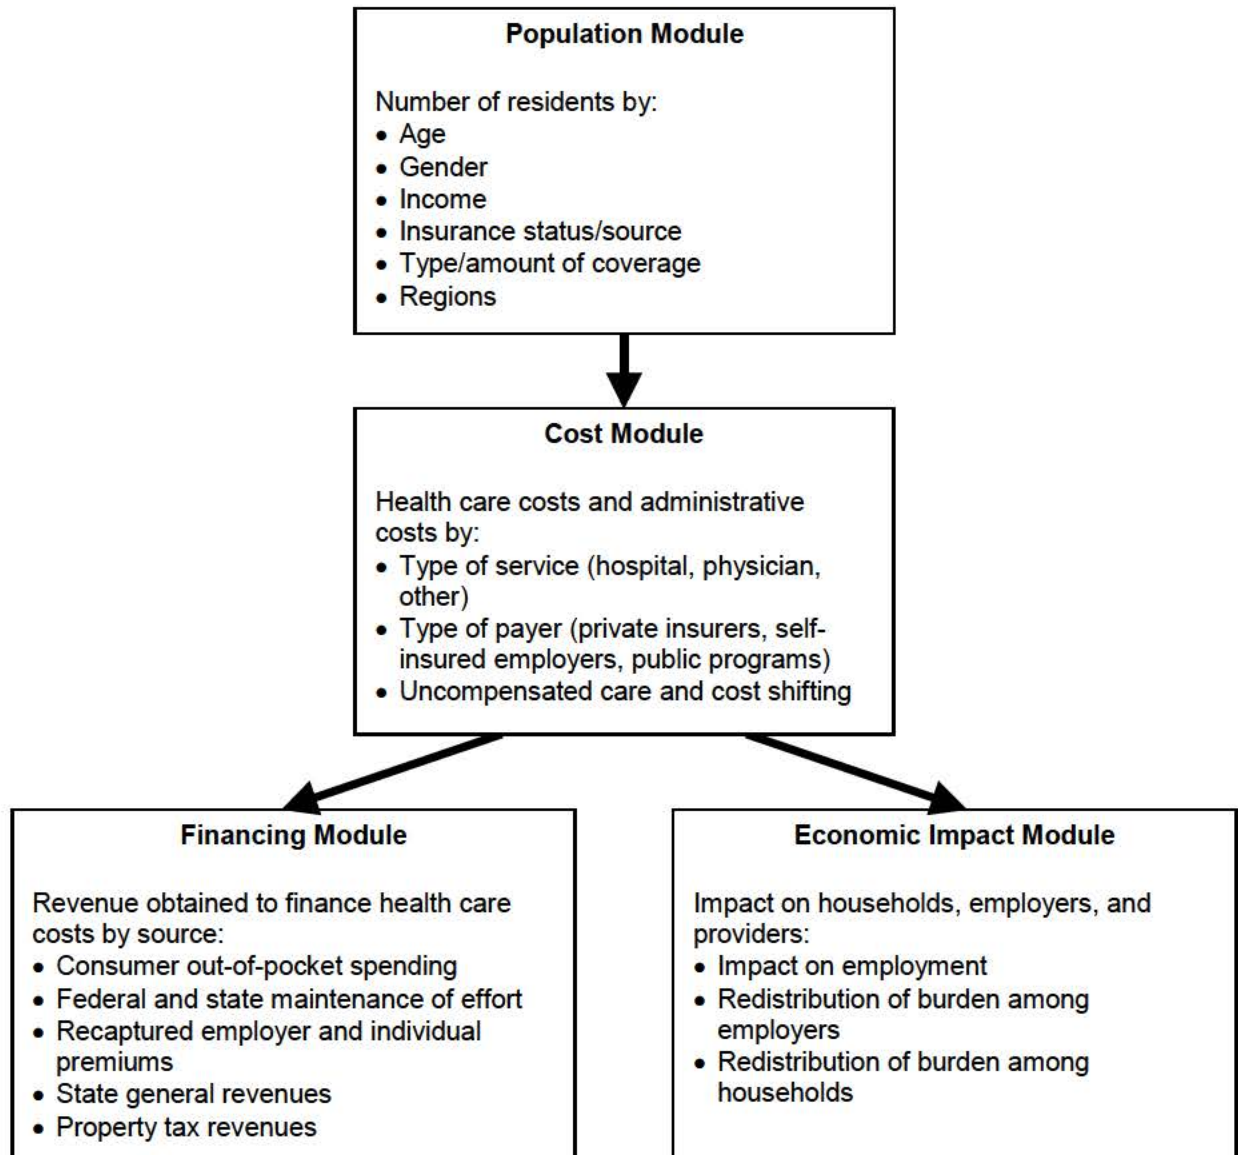 Population Module
Number of residents by:
• Age
• Gender
• Income
• Insurance status/source
• Type/amount of coverage
• Regions
Cost Module
Health care costs and administrative
costs by:
• Type of service (hospital, physician,
other)
• Type of payer (private insurers, self-
insured employers, public programs)
• Uncompensated care and cost shifting
Financing Module
Revenue obtained to finance health care
costs by source:
• Consumer out-of-pocket spending
• Federal and state maintenance of effort
• Recaptured employer and individual
premiums
• State general revenues
• Property tax revenues
Economic Impact Module
Impact on households, employers, and
providers:
• Impact on employment
• Redistribution of burden among
employers
• Redistribution of burden among
households